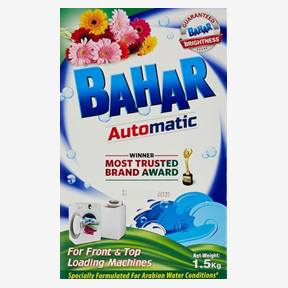 GUARANTEED
BAHAR
BRIGHTNESS
BAHAR
Automatic
WINNER
MOST TRUSTED
BRAND AWARD
For Front & Top
Loading Machines
Net Weight:
1.5Kg
Specially Formulated For Arabian Water Conditions